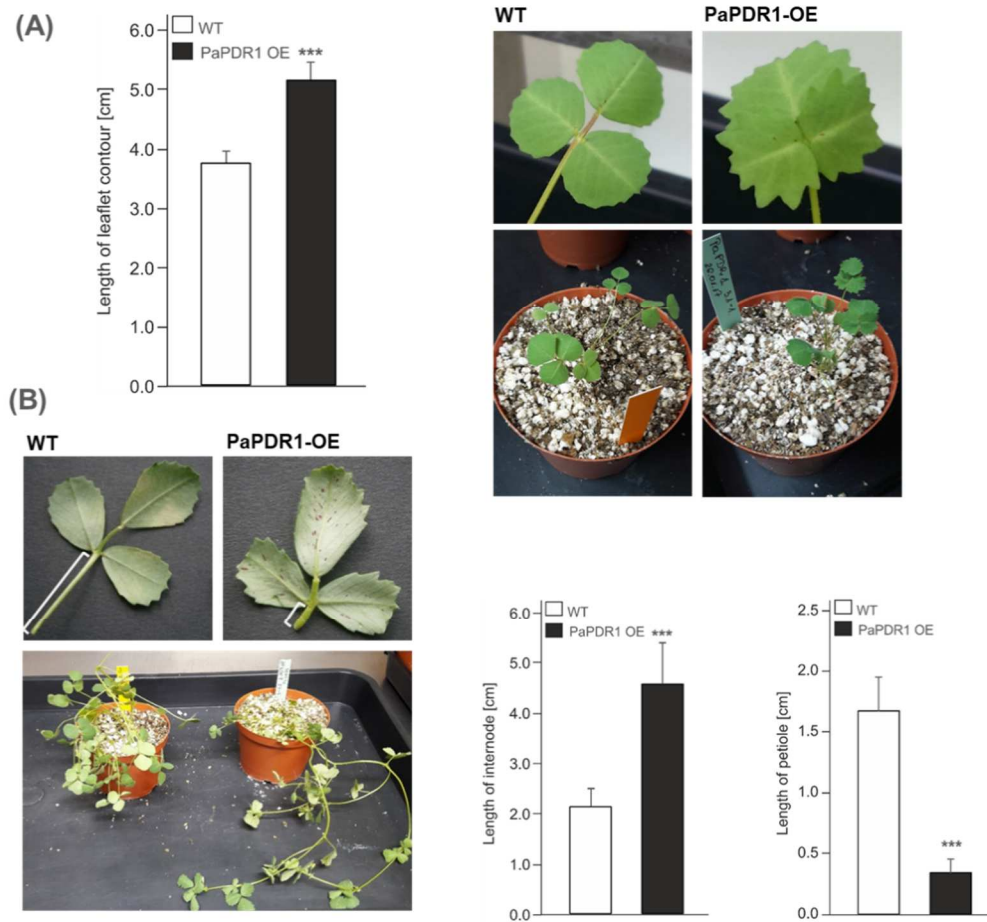 (A)
Length of leaflet contour [cm]
6.0
5.0
4.0
3.0
2.0
1.0
0.0
WT
PaPDR1 OE
***
WT
PaPDR1-OE
(B)
WT
PaPDR1-OE
Length of internode [cm]
6.0
5.0
4.0
3.0
2.0
1.0
0.0
WT
PaPDR1 OE
***
Length of petiole [cm]
2.5
2.0
1.5
1.0
0.5
0.0
WT
PaPDR1 OE
***